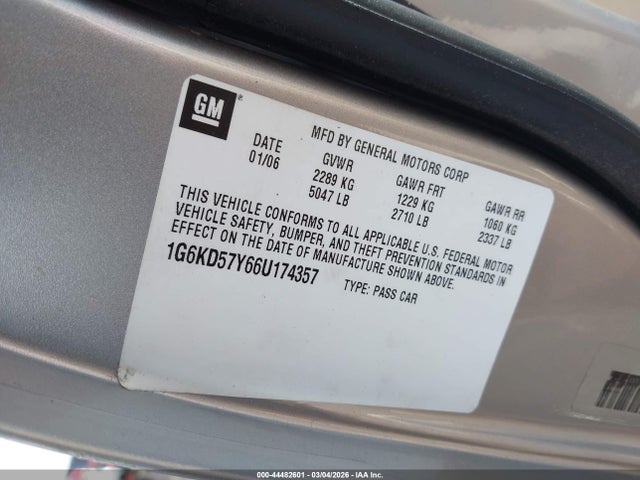 GM
MFD BY GENERAL MOTORS CORP
DATE GVWR GAWR FRT GAWR RR
01/06 2289 KG 1229 KG 1060 KG
5047 LB 2710 LB 2337 LB
THIS VEHICLE CONFORMS TO ALL APPLICABLE U.S. FEDERAL MOTOR
VEHICLE SAFETY, BUMPER, AND THEFT PREVENTION STANDARDS IN
EFFECT ON THE DATE OF MANUFACTURE SHOWN ABOVE.
1G6KD57Y66U174357 TYPE: PASS CAR
000-44482601 - 03/04/2026 - IAA Inc.